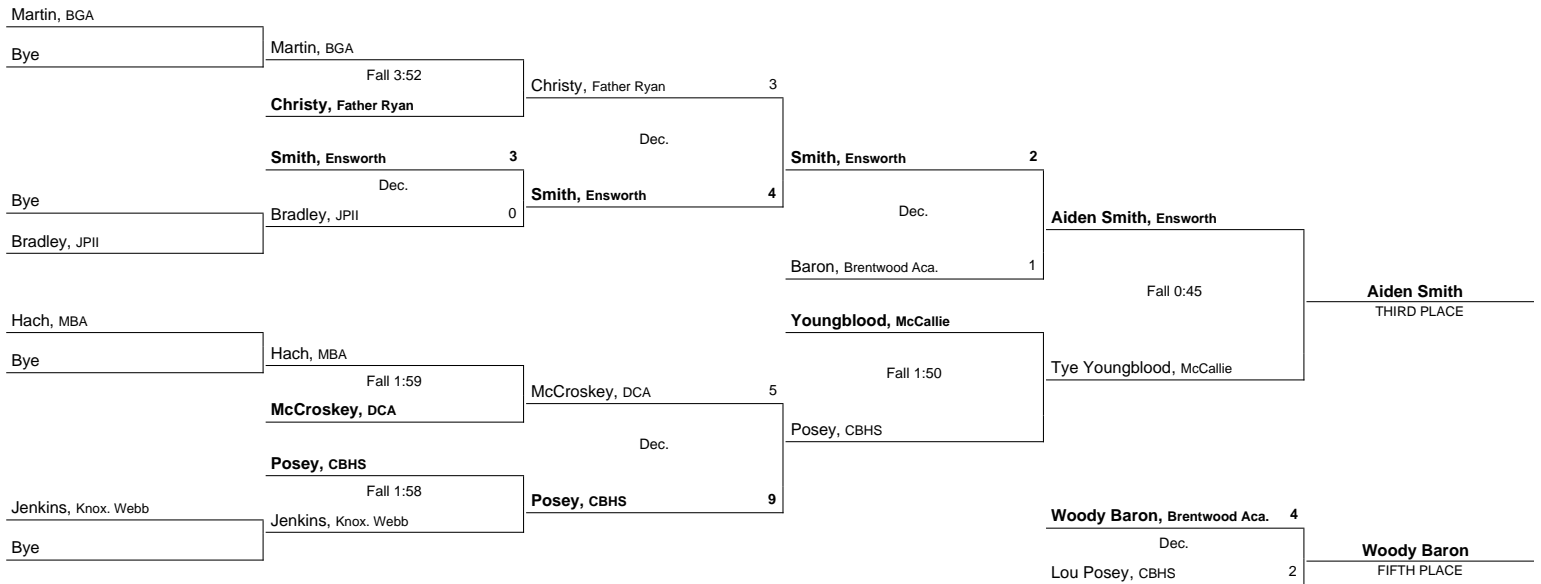 Martin, BGA
Bye
Martin, BGA
Fall 3:52
Christy, Father Ryan
Christy, Father Ryan 3
Dec.
Smith, Ensworth 3
Dec.
Bradley, JPII 0
Smith, Ensworth 4
Bye
Bradley, JPII
Smith, Ensworth 2
Dec.
Baron, Brentwood Aca. 1
Aiden Smith, Ensworth
Fall 0:45
Aiden Smith
THIRD PLACE
Hach, MBA
Bye
Hach, MBA
Fall 1:59
McCroskey, DCA
McCroskey, DCA 5
Dec.
Posey, CBHS
Fall 1:58
Jenkins, Knox. Webb
Posey, CBHS 9
Jenkins, Knox. Webb
Bye
Youngblood, McCallie
Fall 1:50
Posey, CBHS
Tye Youngblood, McCallie
Woody Baron, Brentwood Aca. 4
Dec.
Lou Posey, CBHS 2
Woody Baron
FIFTH PLACE